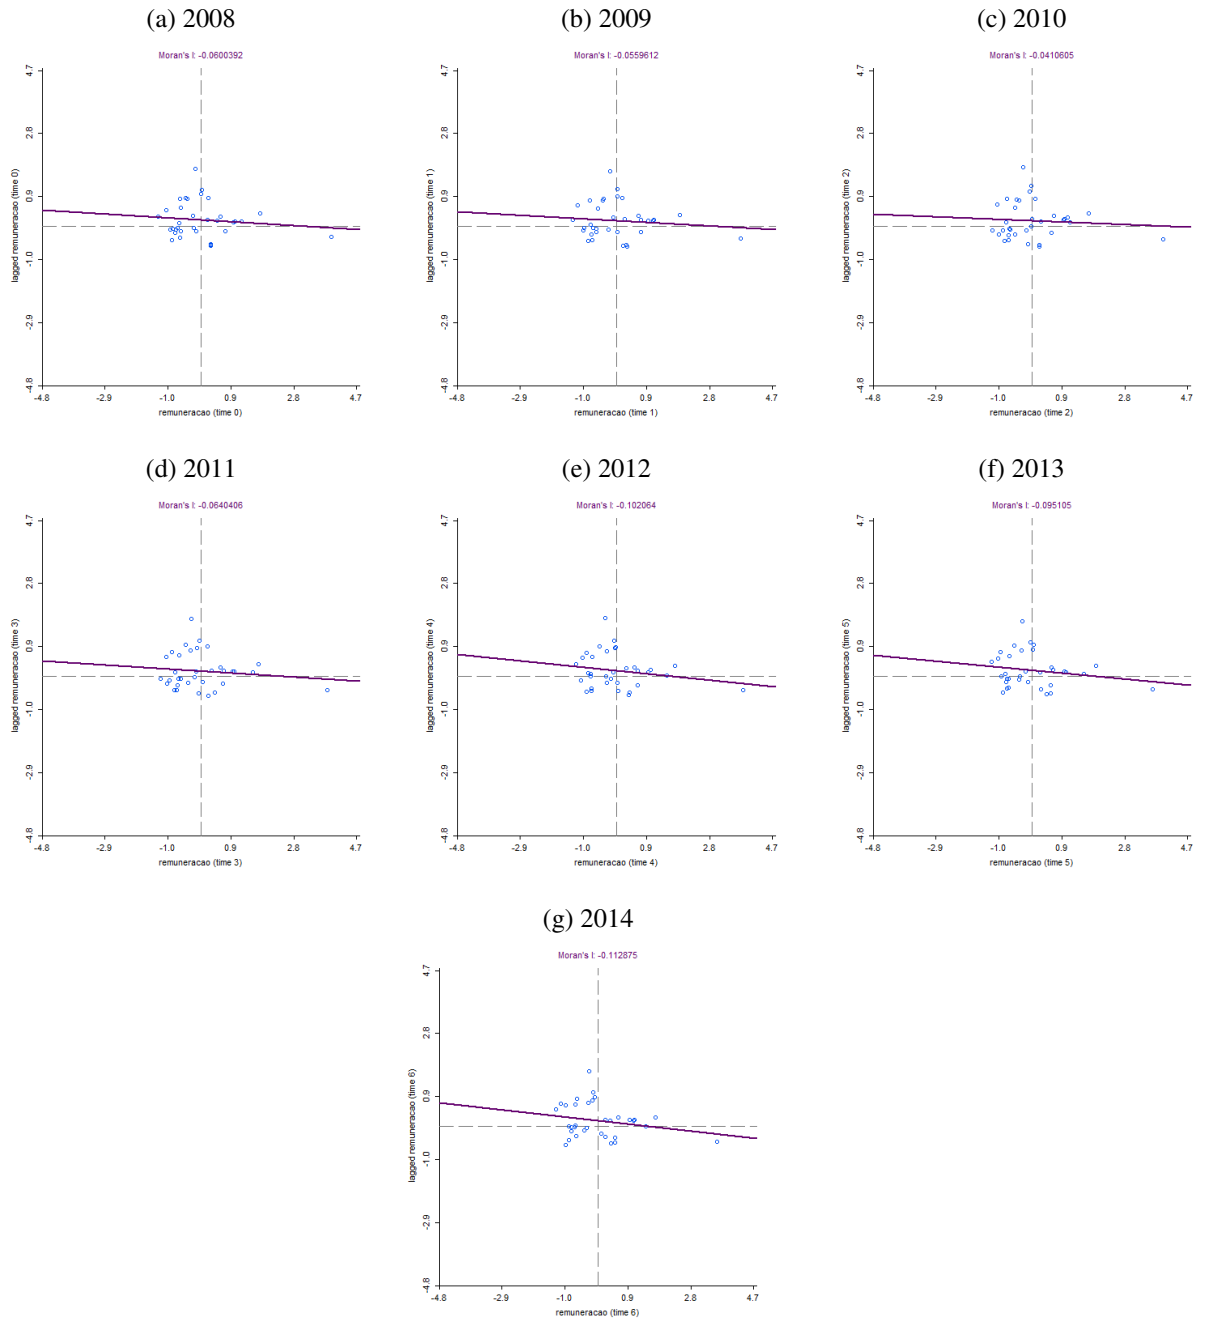 (a) 2008
Moran's I: -0.0600392
4.7
2.8
0.9
-1.0
-2.9
-4.8
lagged remuneracao (time 0)
-4.8 -1.0 0.9 2.8 4.7
remuneracao (time 0)
(b) 2009
Moran's I: -0.0559612
4.7
2.8
0.9
-1.0
-2.9
-4.8
lagged remuneracao (time 1)
-4.8 -2.9 -1.0 0.9 2.8 4.7
remuneracao (time 1)
(c) 2010
Moran's I: -0.0410605
4.7
2.8
0.9
-1.0
-2.9
-4.8
lagged remuneracao (time 2)
-4.8 -2.9 -1.0 0.9 2.8 4.7
remuneracao (time 2)
(d) 2011
Moran's I: -0.0640406
4.7
2.8
0.9
-1.0
-2.9
-4.8
lagged remuneracao (time 3)
-4.8 -2.9 -1.0 0.9 2.8 4.7
remuneracao (time 3)
(e) 2012
Moran's I: -0.102064
4.7
2.8
0.9
-1.0
-2.9
-4.8
lagged remuneracao (time 4)
-4.8 -2.9 -1.0 0.9 2.8 4.7
remuneracao (time 4)
(f) 2013
Moran's I: -0.095105
4.7
2.8
0.9
-1.0
-2.9
-4.8
lagged remuneracao (time 5)
-4.8 -2.9 -1.0 0.9 2.8 4.7
remuneracao (time 5)
(g) 2014
Moran's I: -0.112875
4.7
2.8
0.9
-1.0
-2.9
-4.8
lagged remuneracao (time 6)
-4.8 -2.9 -1.0 0.9 2.8 4.7
remuneracao (time 6)